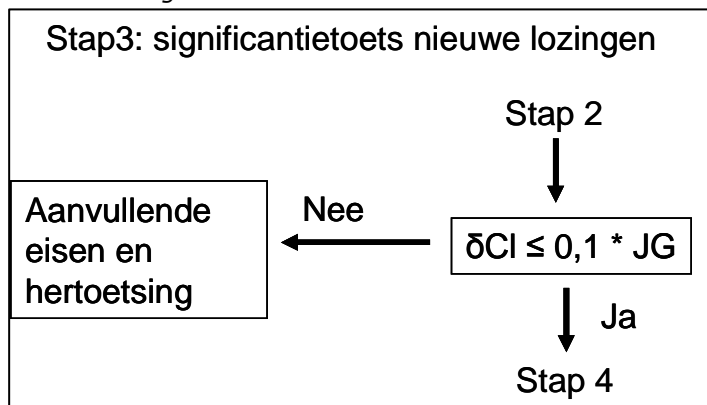 Stap3: significantietoets nieuwe lozingen
Stap 2
Aanvullende
eisen en
hertoetsing
Nee
δCl ≤ 0,1 * JG
Ja
Stap 4